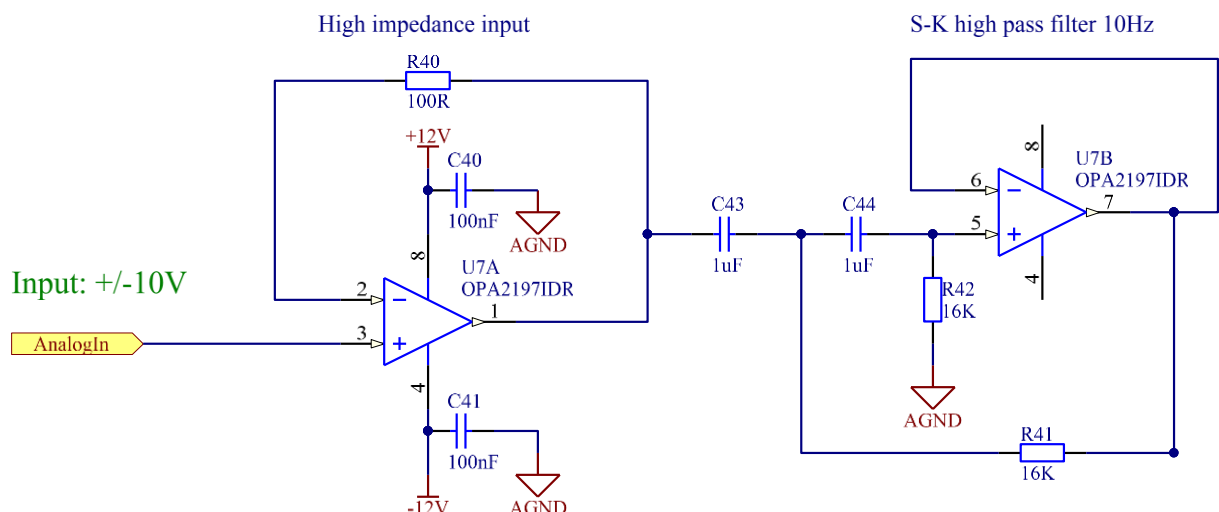 High impedance input
S-K high pass filter 10Hz
R40
100R
+12V
C40
100nF
AGND
8
U7A
OPA2197IDR
2
1
3
4
Input: +/-10V
AnalogIn
C41
100nF
AGND
-12V
C43
1uF
C44
1uF
8
U7B
OPA2197IDR
6
7
5
4
R42
16K
AGND
R41
16K